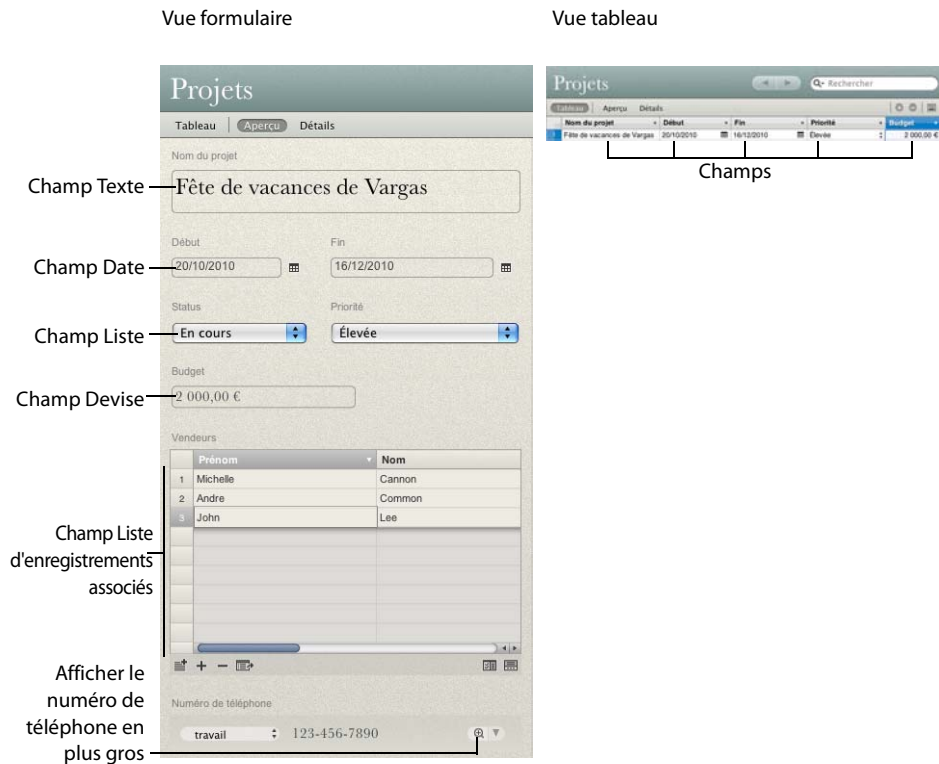 Vue formulaire
Vue tableau
Projets
Tableau Aperçu Détails
Nom du projet
Champ Texte
Fête de vacances de Vargas
Début Fin
Champ Date
20/10/2010 16/12/2010
Status Priorité
Champ Liste
En cours Élevée
Budget
Champ Devise
2 000,00 €
Vendeurs
Prénom Nom
1 Michelle Cannon
2 Andre Common
3 John Lee
Champ Liste
d'enregistrements
associés
Afficher le
numéro de
téléphone en
plus gros
Numéro de téléphone
travail 123-456-7890
Projets
Rechercher
Tableau Aperçu Détails
Nom du projet Début Fin Priorité Budget
3 Fête de vacances de Vargas 20/10/2010 16/12/2010 Élevée 2 000,00 €
Champs